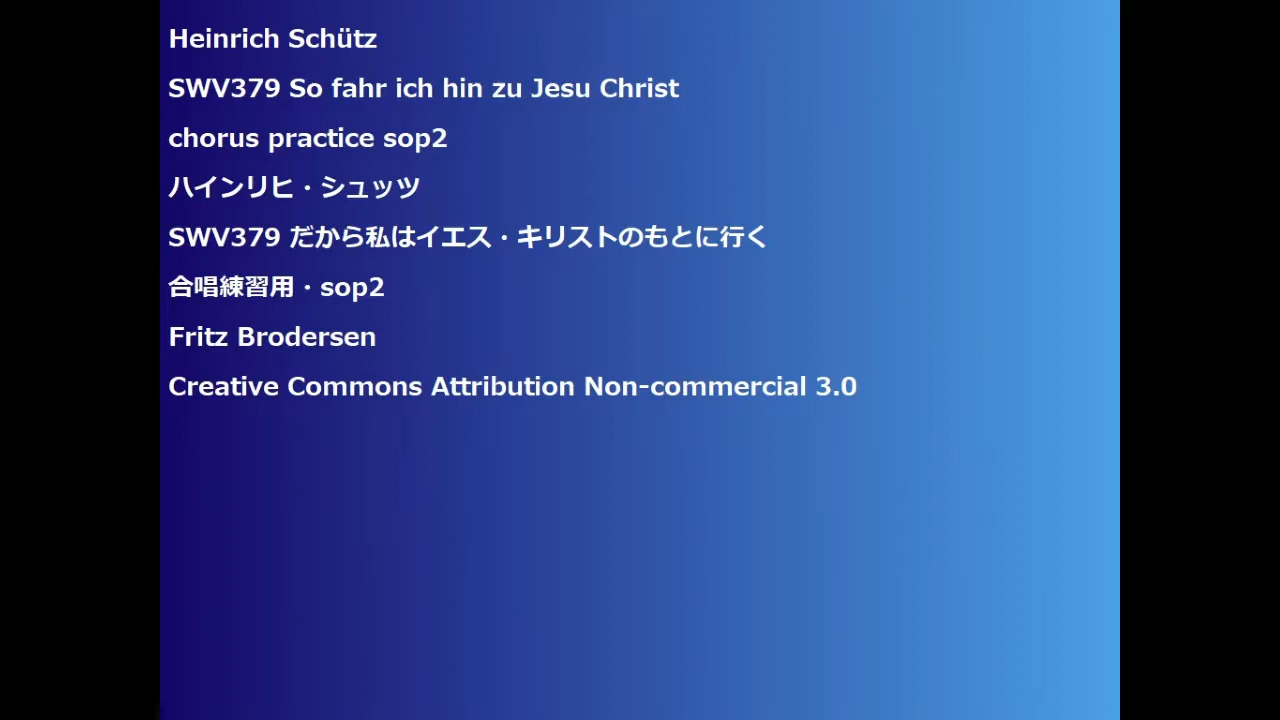 Heinrich Schütz
SWV379 So fahr ich hin zu Jesu Christ
chorus practice sop2
ハインリヒ・シュッツ
SWV379 だから私はイエス・キリストのもとに行く
合唱練習用・sop2
Fritz Brodersen
Creative Commons Attribution Non-commercial 3.0